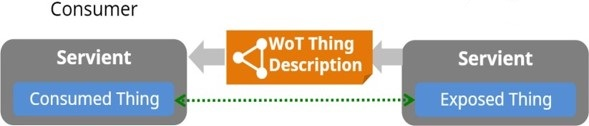 Consumer
Servient
WoT Thing
Description
Servient
Consumed Thing
Exposed Thing